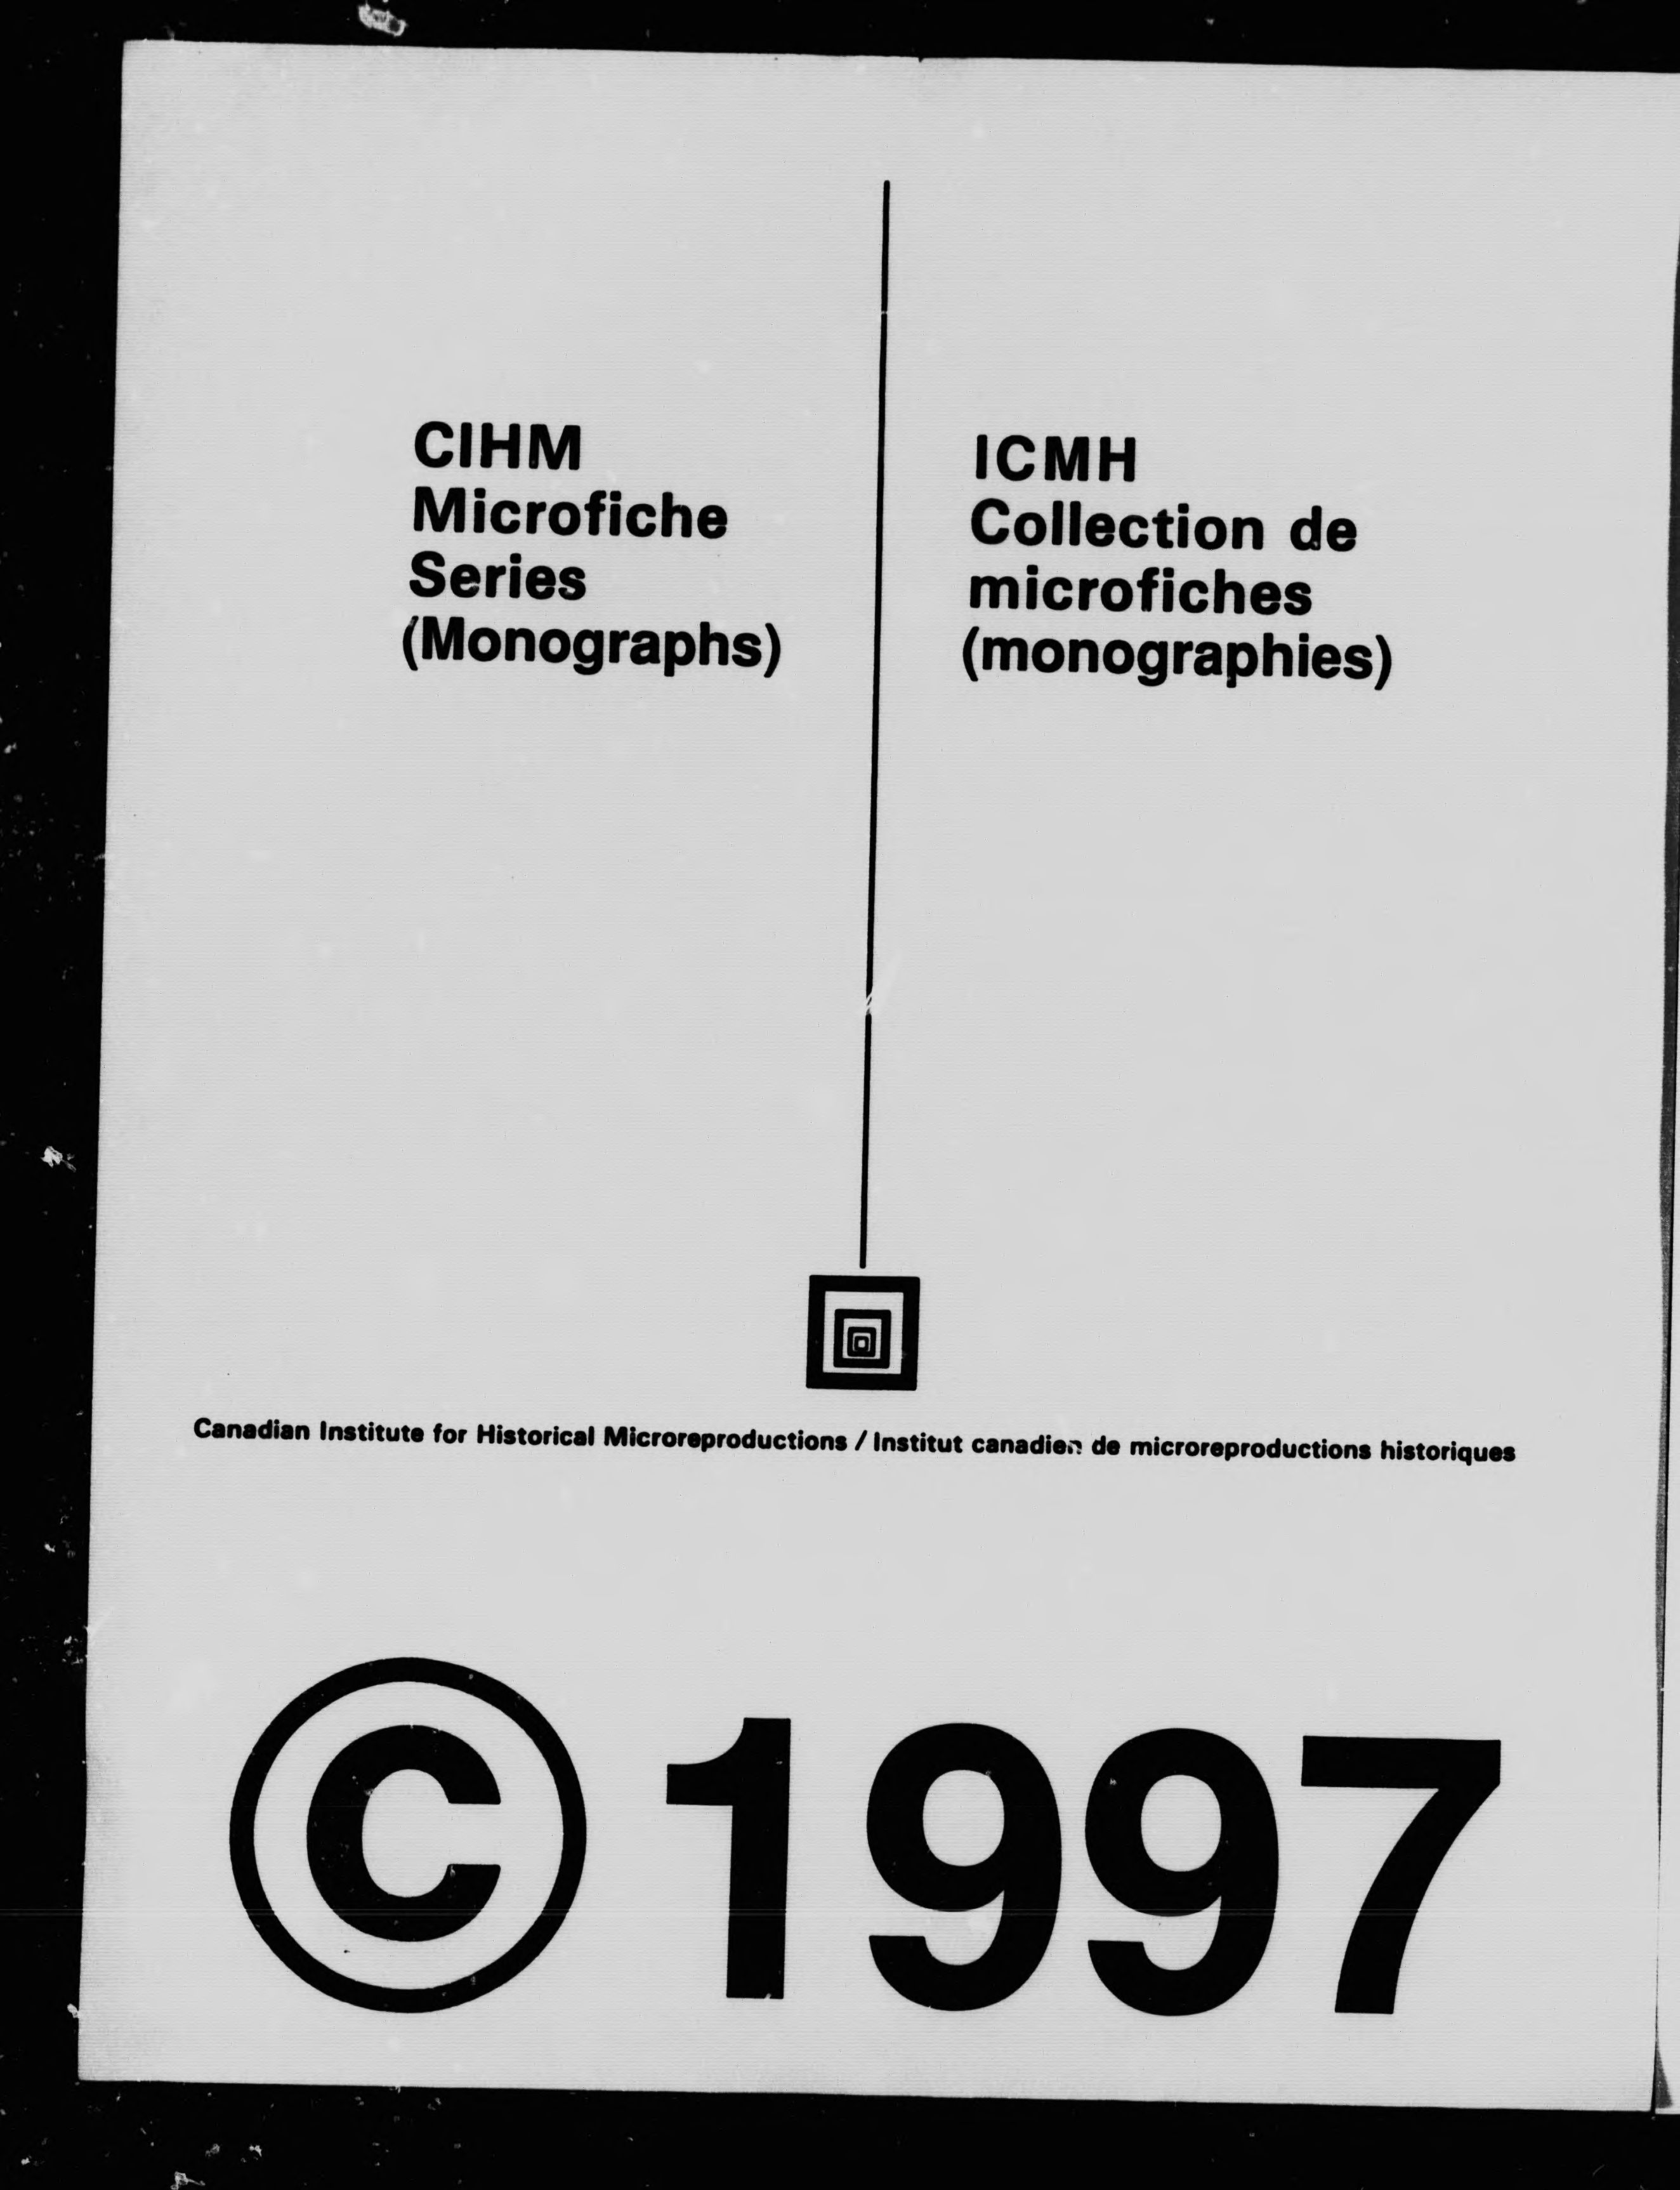 CIHM
Microfiche
Series
(Monographs)
ICMH
Collection de
microfiches
(monographies)
Canadian Institute for Historical Microreproductions / Institut canadien de microreproductions historiques
© 1997